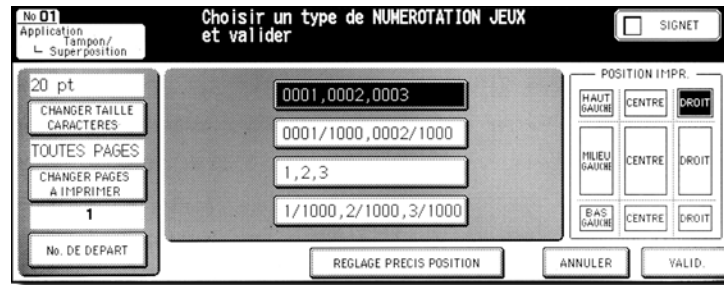 No 01
Application
Tampon/
Superposition
Choisir un type de NUMEROTATION JEUX
et valider
SIGNET
20 pt
CHANGER TAILLE
CARACTERES
TOUTES PAGES
CHANGER PAGES
A IMPRIMER
1
No. DE DEPART
0001,0002,0003
0001/1000,0002/1000
1,2,3
1/1000,2/1000,3/1000
POSITION IMPR.
HAUT
GAUCHE
CENTRE
DROIT
MILIEU
GAUCHE
CENTRE
DROIT
BAS
GAUCHE
CENTRE
DROIT
REGLAGE PRECIS POSITION
ANNULER
VALID.